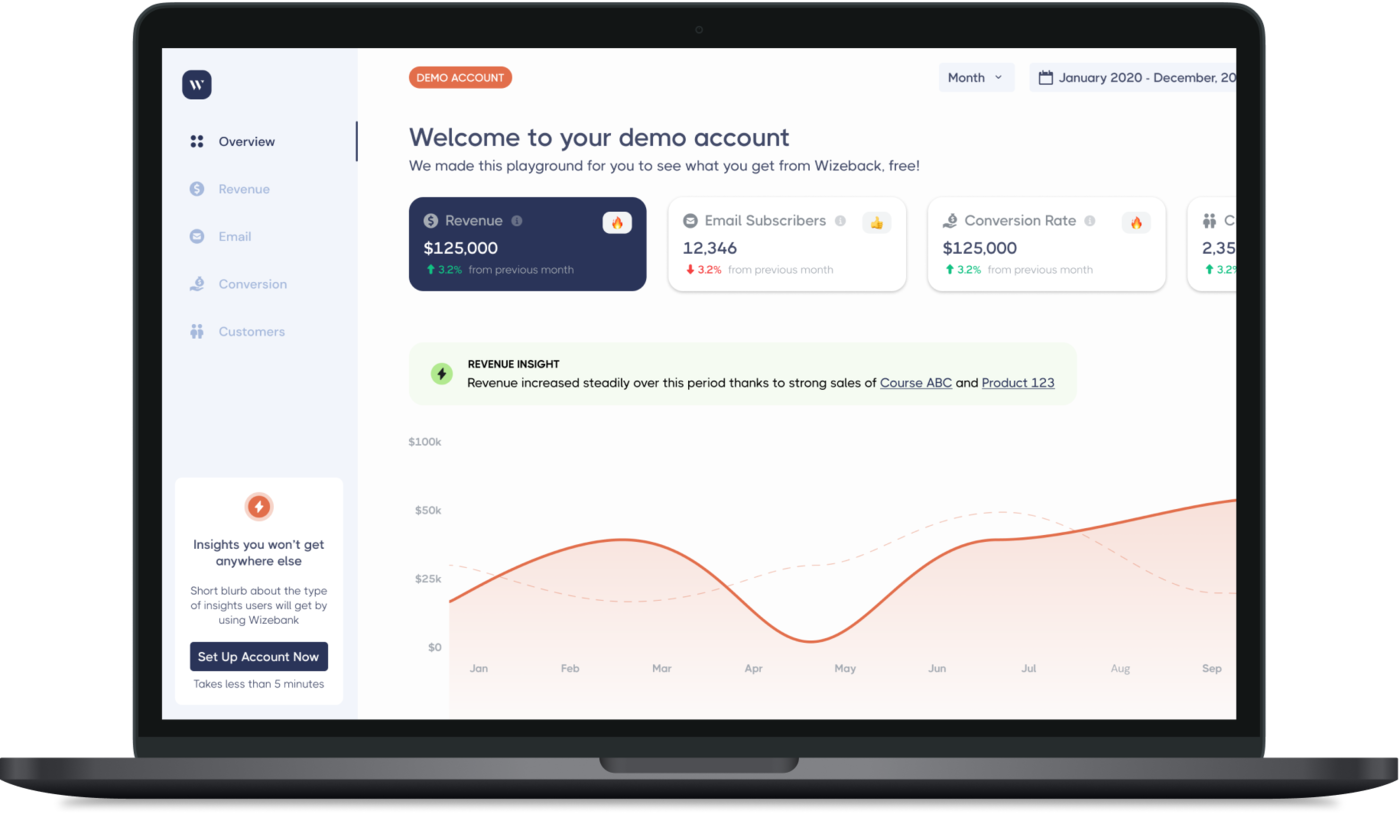 w
DEMO ACCOUNT
Month
January 2020 - December, 20
Overview
Revenue
Email
Conversion
Customers
Welcome to your demo account
We made this playground for you to see what you get from Wizeback, free!
Revenue
$125,000
3.2% from previous month
Email Subscribers
12,346
3.2% from previous month
Conversion Rate
$125,000
3.2% from previous month
C
2,35
3.2%
REVENUE INSIGHT
Revenue increased steadily over this period thanks to strong sales of Course ABC and Product 123
$100k
$50k
$25k
$0
Jan Feb Mar Apr May Jun Jul Aug Sep
Insights you won't get
anywhere else
Short blurb about the type
of insights users will get by
using Wizebank
Set Up Account Now
Takes less than 5 minutes